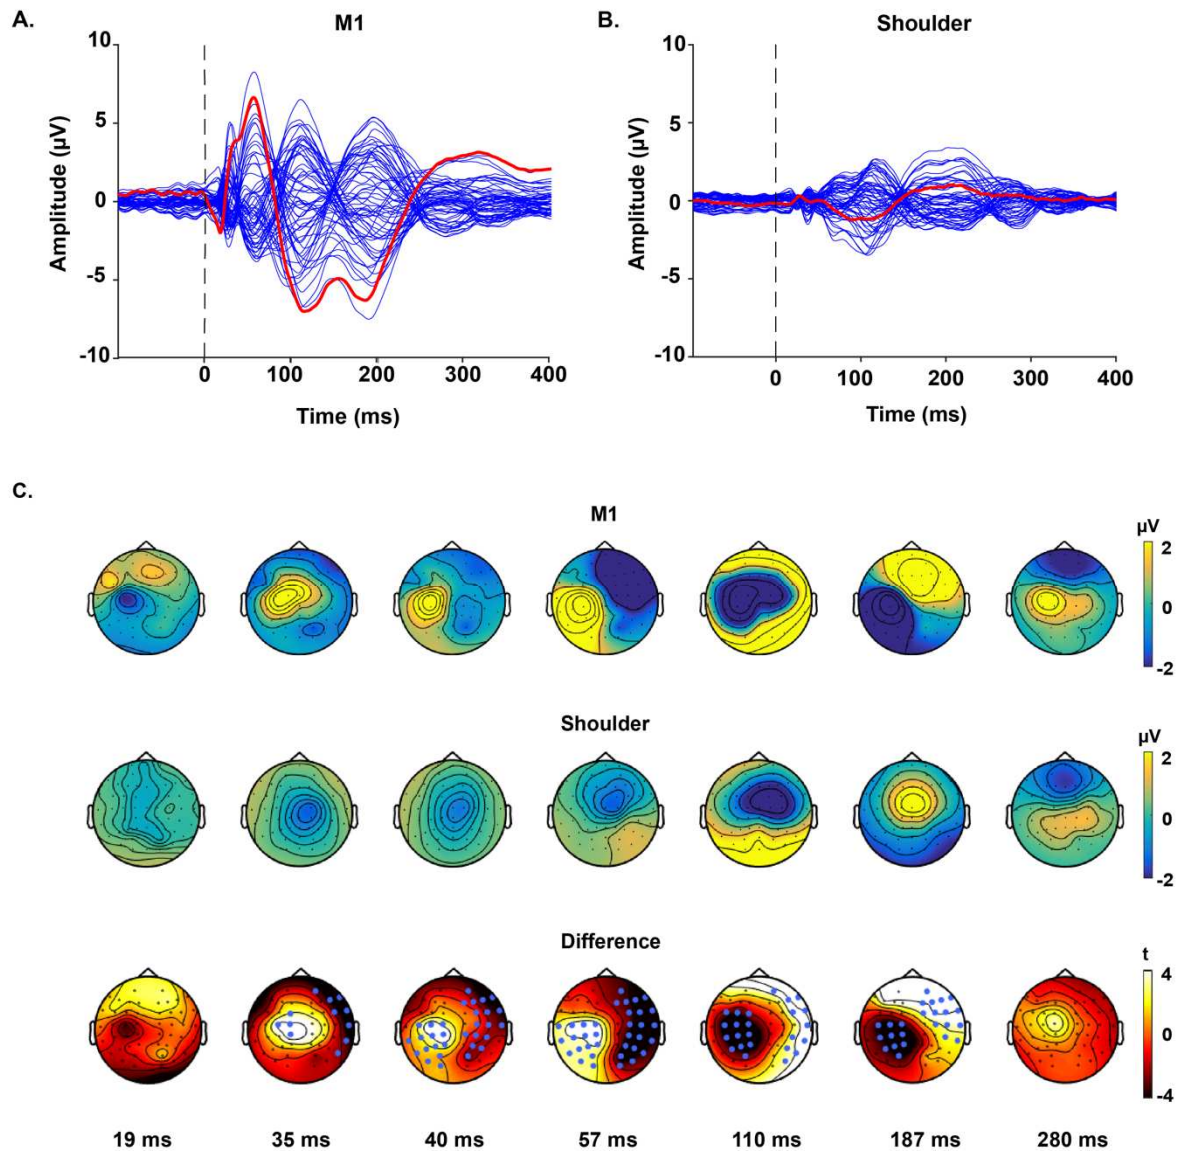 A.
M1
10
5
0
-5
-10
Amplitude (µV)
0
100
200
300
400
Time (ms)
B.
Shoulder
10
5
0
-5
-10
Amplitude (µV)
0
100
200
300
400
Time (ms)
C.
M1
µV
2
0
-2
Shoulder
µV
2
0
-2
Difference
t
4
0
-4
19 ms 35 ms 40 ms 57 ms 110 ms 187 ms 280 ms